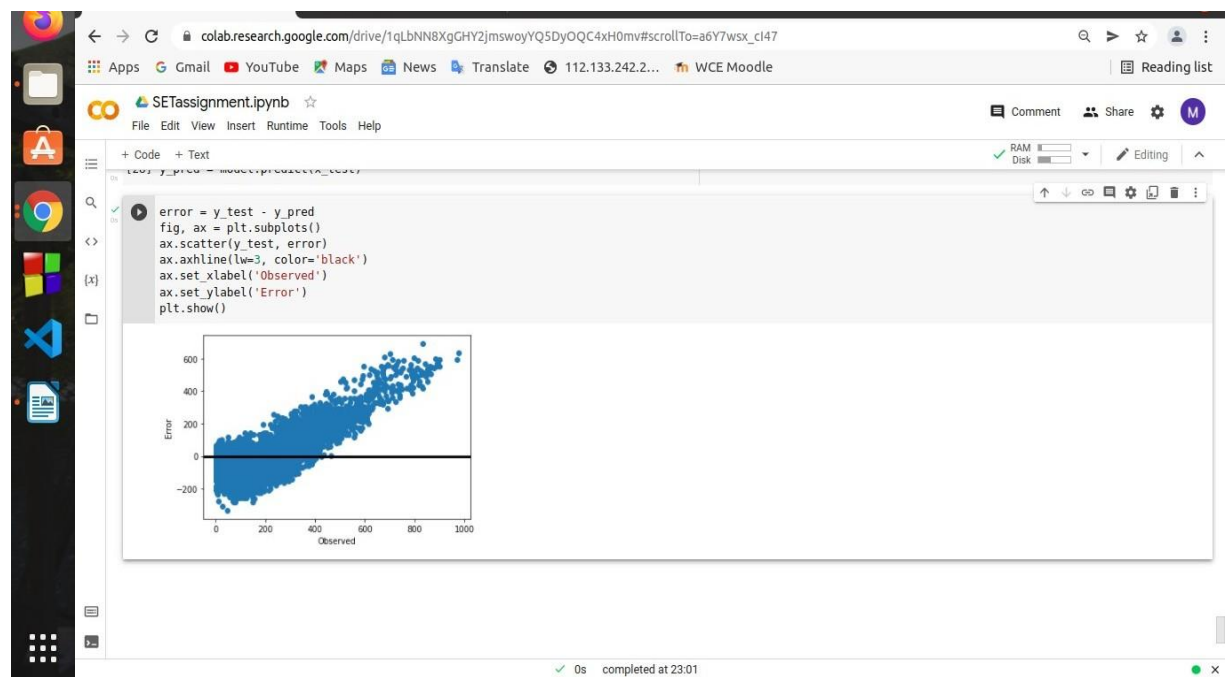 colab.research.google.com/drive/1qLbNN8XgGHY2jmswoyYQ5DyOQC4xH0mv#scrollTo=a6Y7wsx_cI47
Apps Gmail YouTube Maps News Translate 112.133.242.2... WCE Moodle Reading list
SETassignment.ipynb
Comment Share M
File Edit View Insert Runtime Tools Help
+ Code + Text RAM Disk Editing
[26] y_pred = model.predict(x_test)
0s
error = y_test - y_pred
fig, ax = plt.subplots()
ax.scatter(y_test, error)
ax.axhline(lw=3, color='black')
ax.set_xlabel('Observed')
ax.set_ylabel('Error')
plt.show()
600
400
200
0
−200
Error
0 200 400 600 800 1000
Observed
0s completed at 23:01